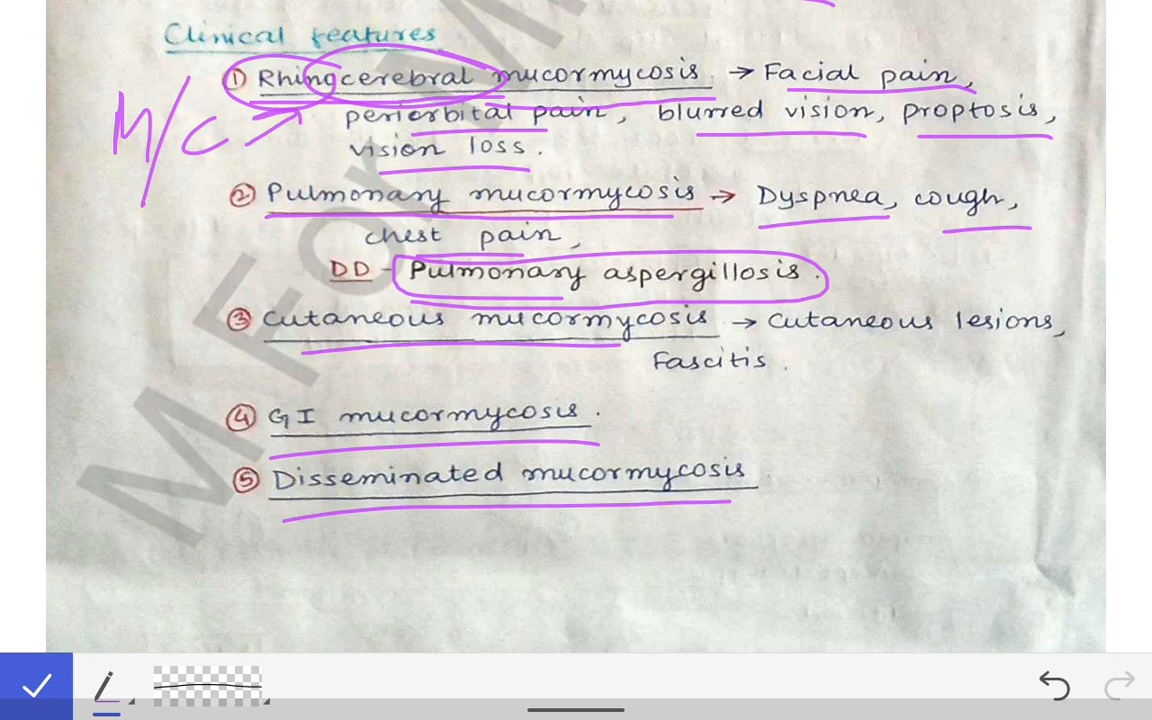 Clinical features
① Rhinocerebral mucormycosis → Facial pain,
M/C →
periorbital pain, blurred vision, proptosis,
vision loss.
② Pulmonary mucormycosis → Dyspnea, cough,
chest pain,
DD - Pulmonary aspergillosis.
③ Cutaneous mucormycosis → Cutaneous lesions,
Fascitis.
④ GI mucormycosis.
⑤ Disseminated mucormycosis.
M For M